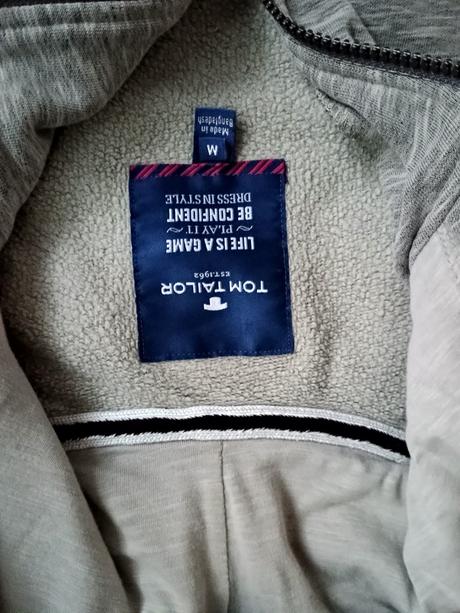 TOM TAILOR
EST.1962
LIFE IS A GAME
~ PLAY IT ~
BE CONFIDENT
DRESS IN STYLE
M
Made in
Bangladesh